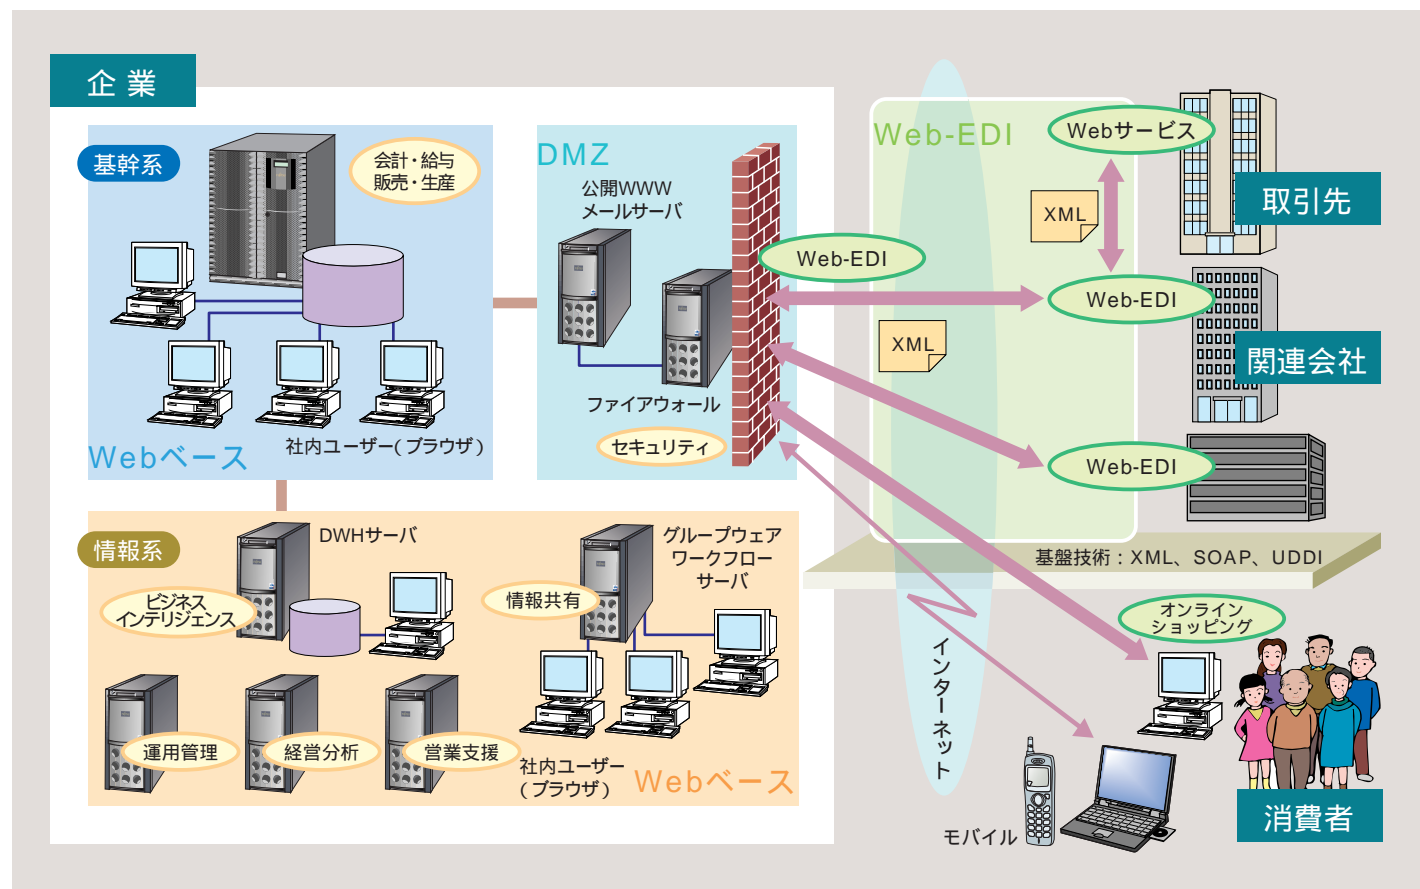 企業
基幹系
会計・給与
販売・生産
社内ユーザー(ブラウザ)
Webベース
DMZ
公開WWW
メールサーバ
ファイアウォール
セキュリティ
Web-EDI
Web-EDI
Webサービス
XML
XML
Web-EDI
Web-EDI
取引先
関連会社
基盤技術：XML、SOAP、UDDI
情報系
DWHサーバ
ビジネス
インテリジェンス
グループウェア
ワークフロー
サーバ
情報共有
運用管理
経営分析
営業支援
社内ユーザー
(ブラウザ)
Webベース
インターネット
オンライン
ショッピング
モバイル
消費者